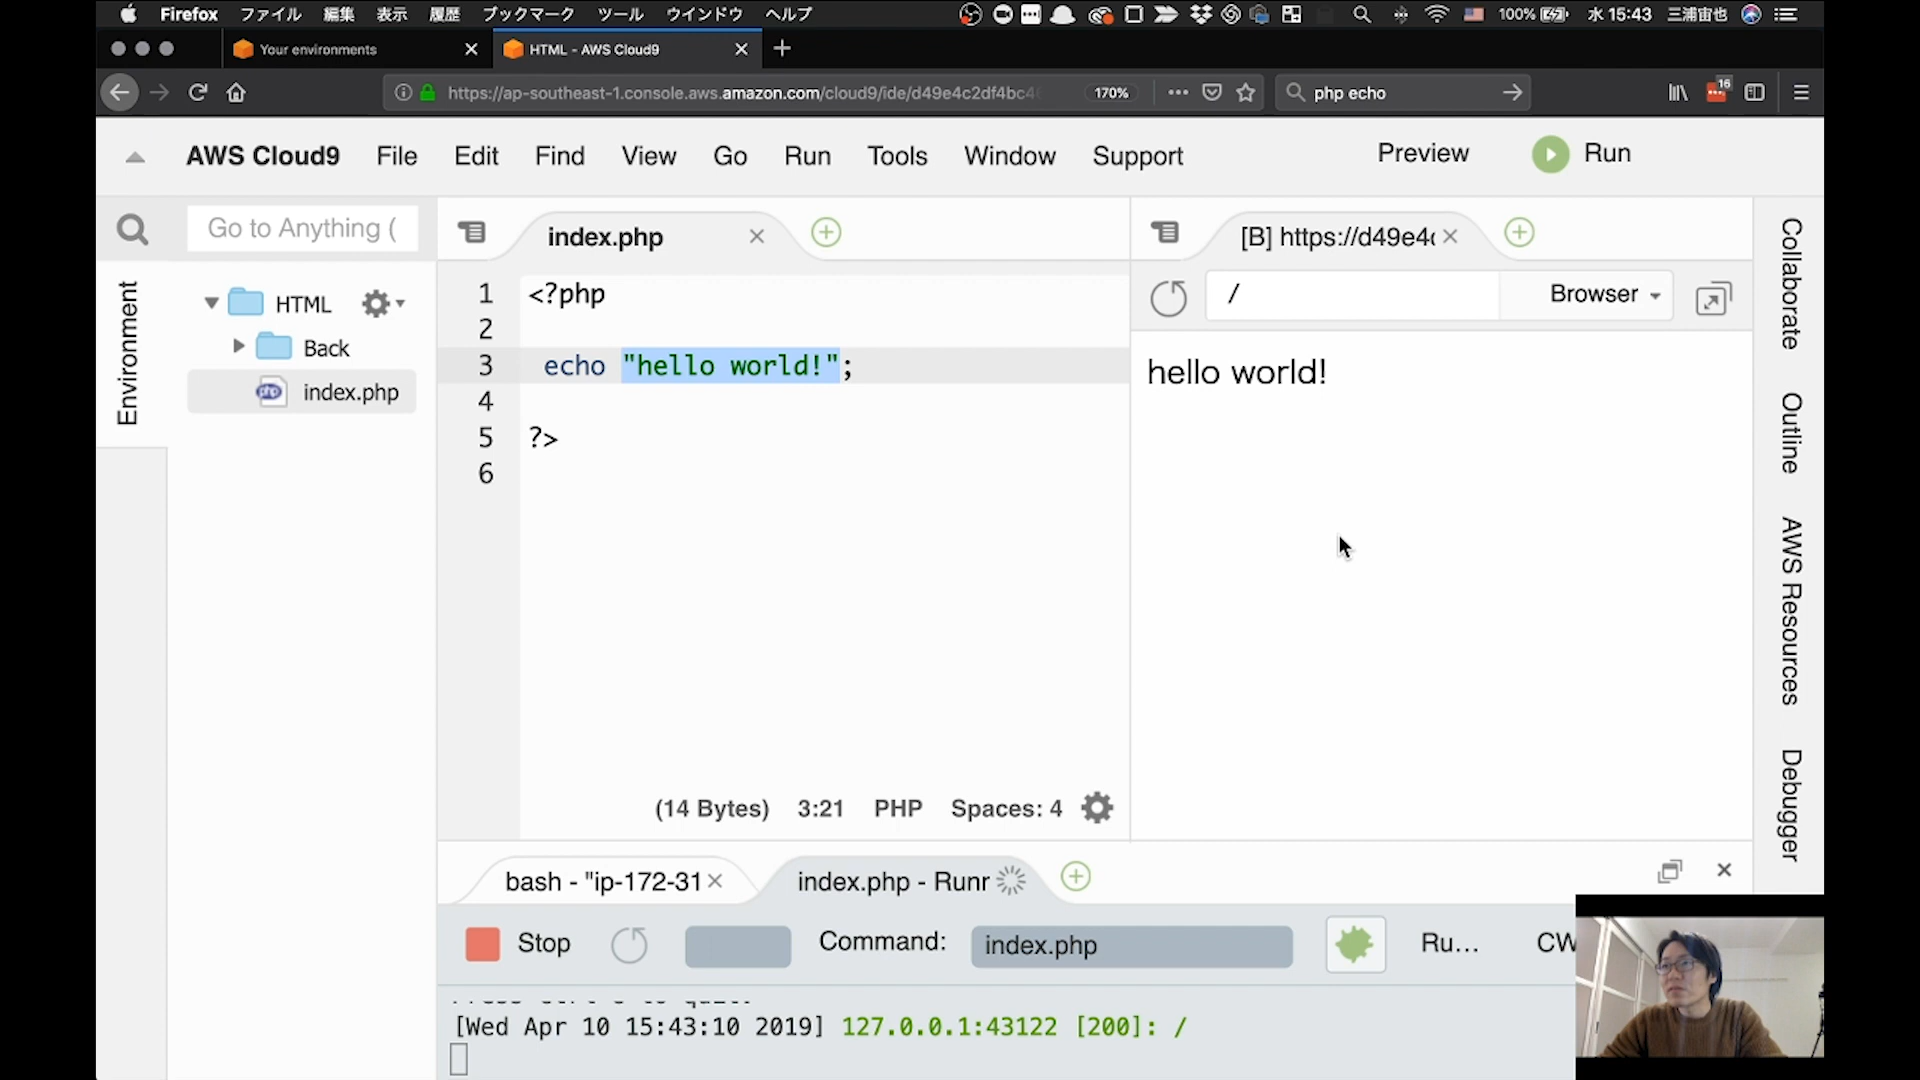 Firefox ファイル 編集 表示 履歴 ブックマーク ツール ウインドウ ヘルプ 100% 水 15:43 三浦宙也
Your environments HTML - AWS Cloud9
https://ap-southeast-1.console.aws.amazon.com/cloud9/ide/d49e4c2df4bc4 170% php echo 16
AWS Cloud9 File Edit Find View Go Run Tools Window Support Preview Run
Go to Anything (
index.php
[B] https://d49e4c
/ Browser
Environment
HTML
Back
index.php
1 <?php
2
3 echo "hello world!";
4
5 ?>
6
hello world!
Collaborate
Outline
AWS Resources
Debugger
(14 Bytes) 3:21 PHP Spaces: 4
bash - "ip-172-31 index.php - Runr
Stop Command: index.php Ru... CW
[Wed Apr 10 15:43:10 2019] 127.0.0.1:43122 [200]: /